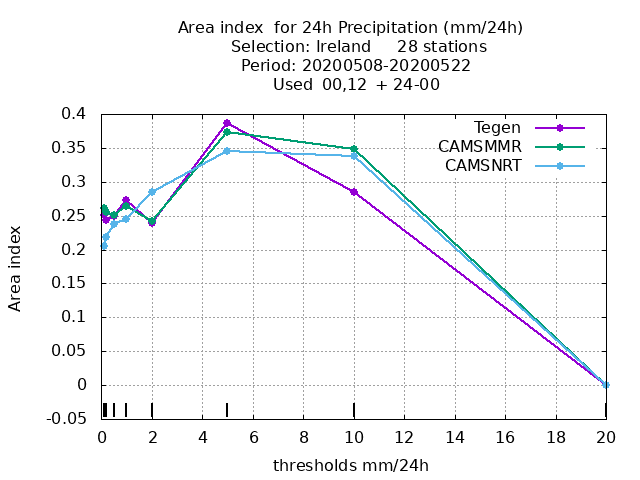 Area index  for 24h Precipitation (mm/24h)
Selection: Ireland     28 stations
Period: 20200508-20200522
Used  00,12  + 24-00
Tegen
CAMSMMR
CAMSNRT
0.4
0.35
0.3
0.25
0.2
0.15
0.1
0.05
0
-0.05
Area index
0 2 4 6 8 10 12 14 16 18 20
thresholds mm/24h